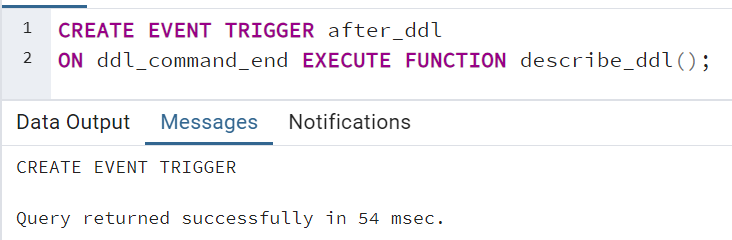 1 CREATE EVENT TRIGGER after_ddl
2 ON ddl_command_end EXECUTE FUNCTION describe_ddl();
Data Output Messages Notifications
CREATE EVENT TRIGGER
Query returned successfully in 54 msec.